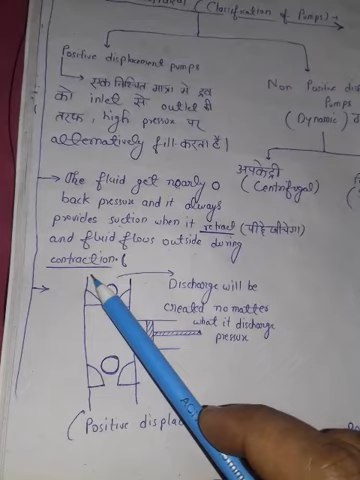 (Clasification of Pumps)
Positive displacement pumps
Non Positive dis
Pumps
(Dynamic)
→ एक निश्चित मात्रा में द्रव
को inlet से outlet की
तरफ, high pressure पर
alternatively fill करता है।
अपकेंद्री
(Centrifugal)
→ The fluid get nearly 0
back pressure and it always
provides suction when it retract (पीछे खींचेगा)
and fluid flows outside during
contraction.
Discharge will be
created no matter
what it discharge
pressure
(Positive displac